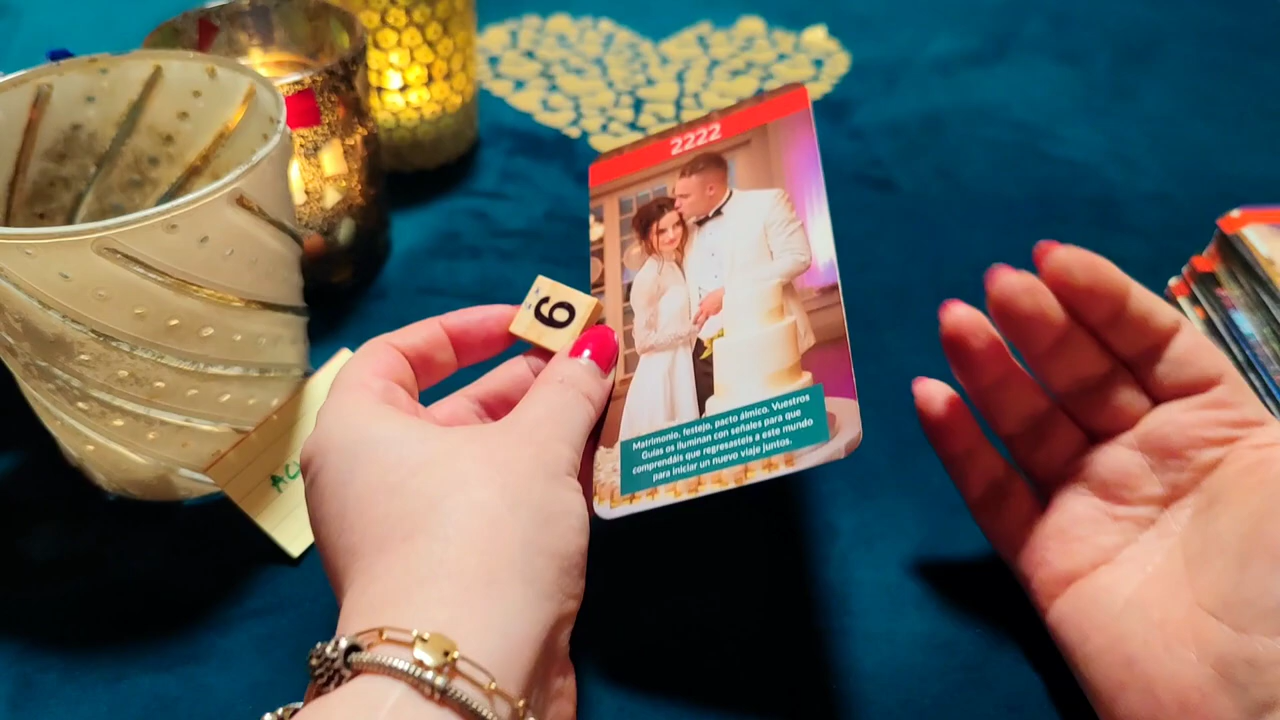 2222
6
Matrimonio, festejo, pacto álmico. Vuestros
Guías os iluminan con señales para que
comprendáis que regresasteis a este mundo
para iniciar un nuevo viaje juntos.